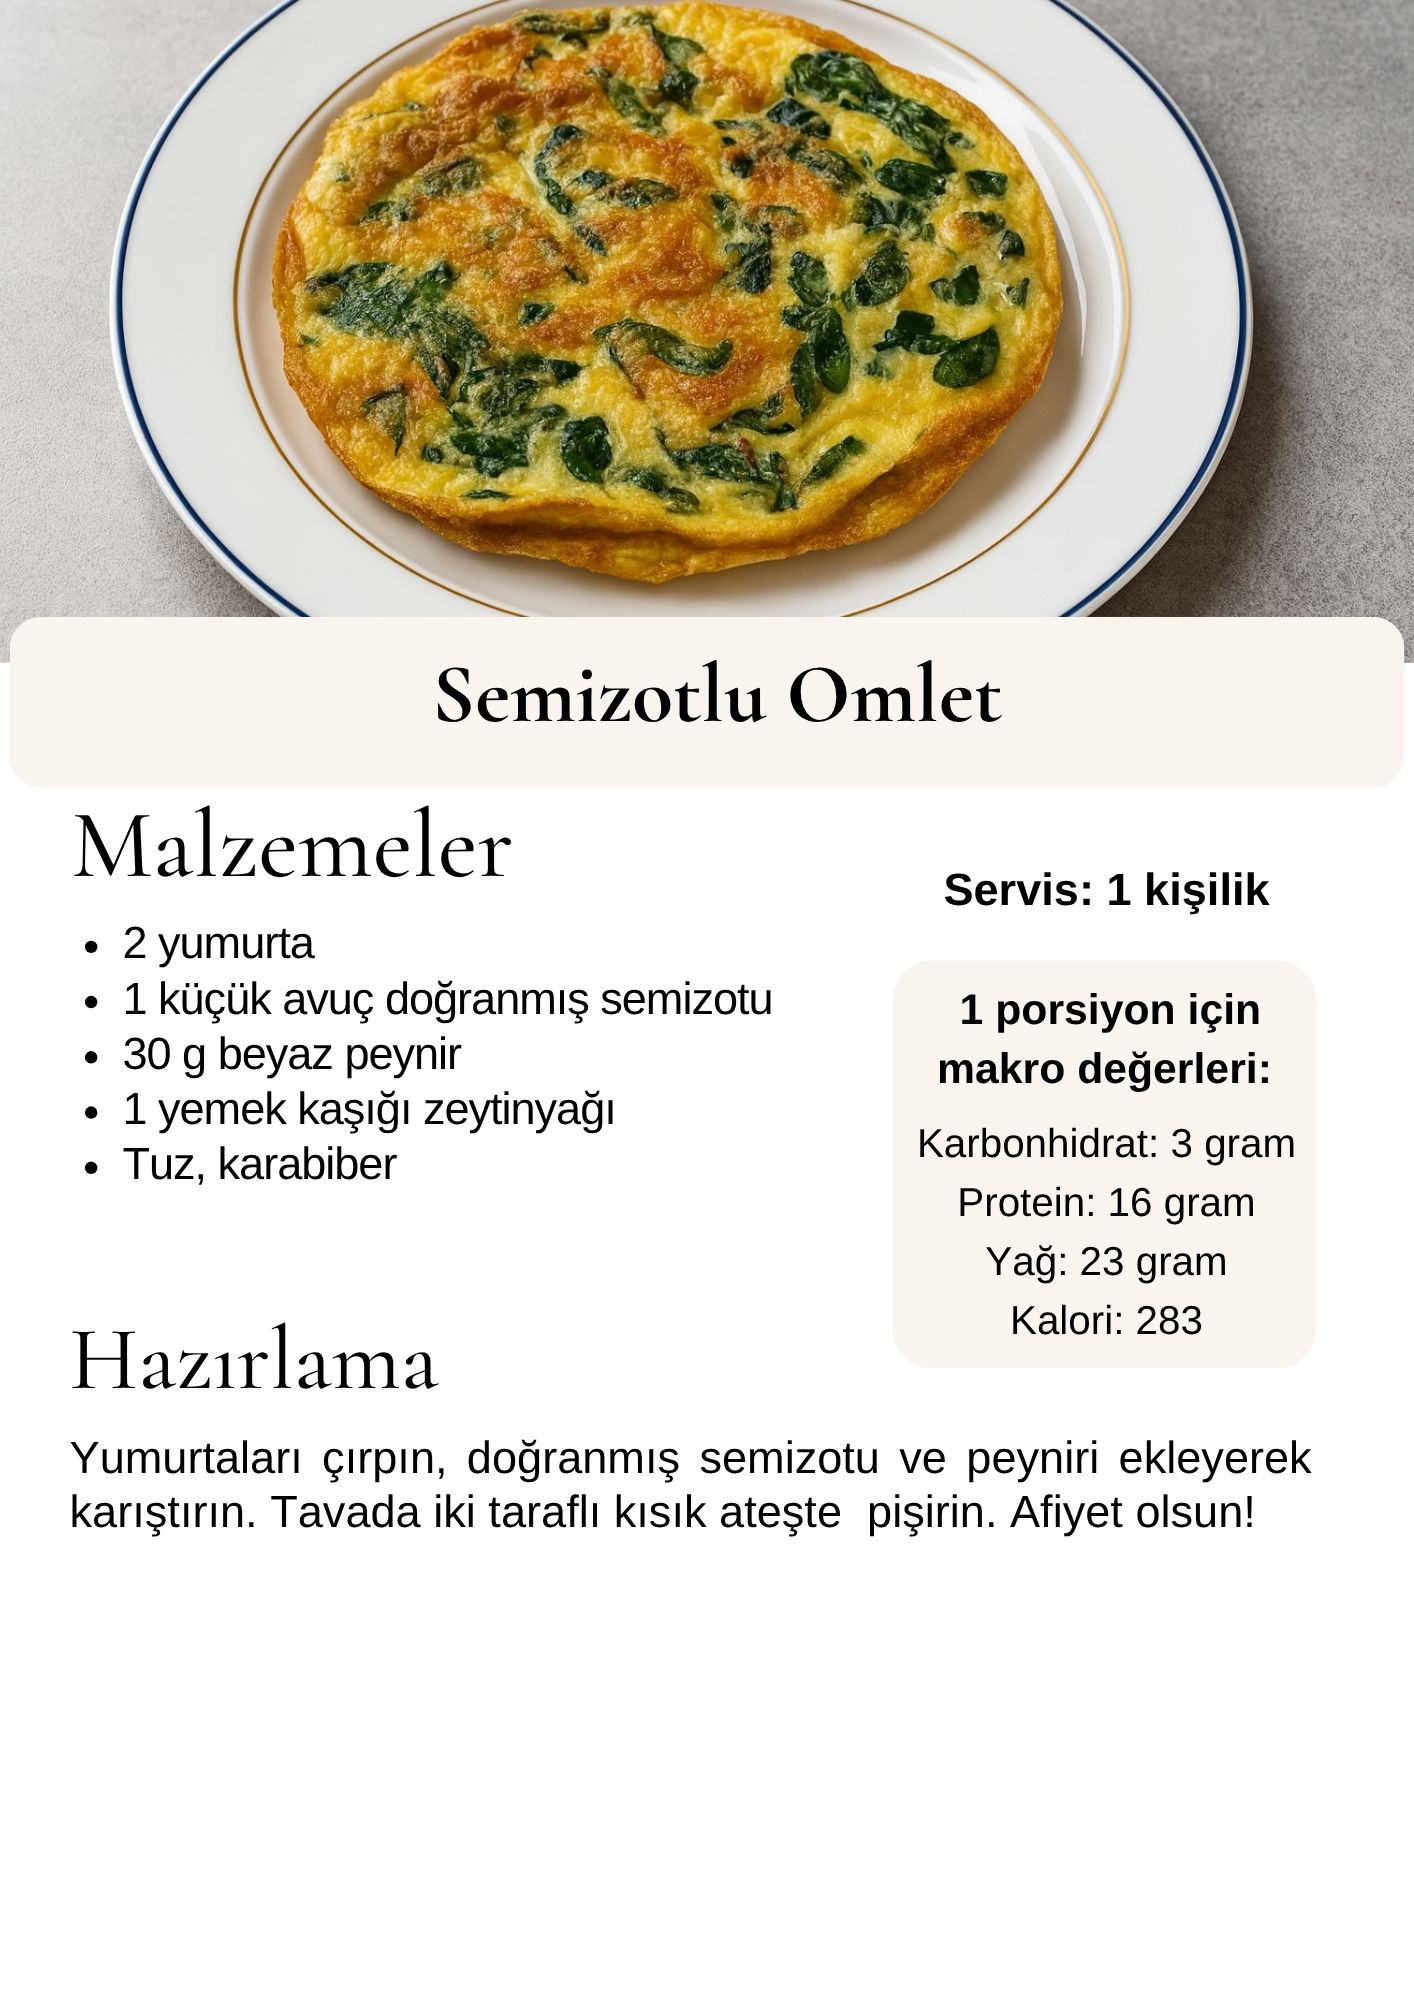 Semizotlu Omlet
Malzemeler
• 2 yumurta
• 1 küçük avuç doğranmış semizotu
• 30 g beyaz peynir
• 1 yemek kaşığı zeytinyağı
• Tuz, karabiber
Servis: 1 kişilik
1 porsiyon için
makro değerleri:
Karbonhidrat: 3 gram
Protein: 16 gram
Yağ: 23 gram
Kalori: 283
Hazırlama
Yumurtaları çırpın, doğranmış semizotu ve peyniri ekleyerek
karıştırın. Tavada iki taraflı kısık ateşte  pişirin. Afiyet olsun!